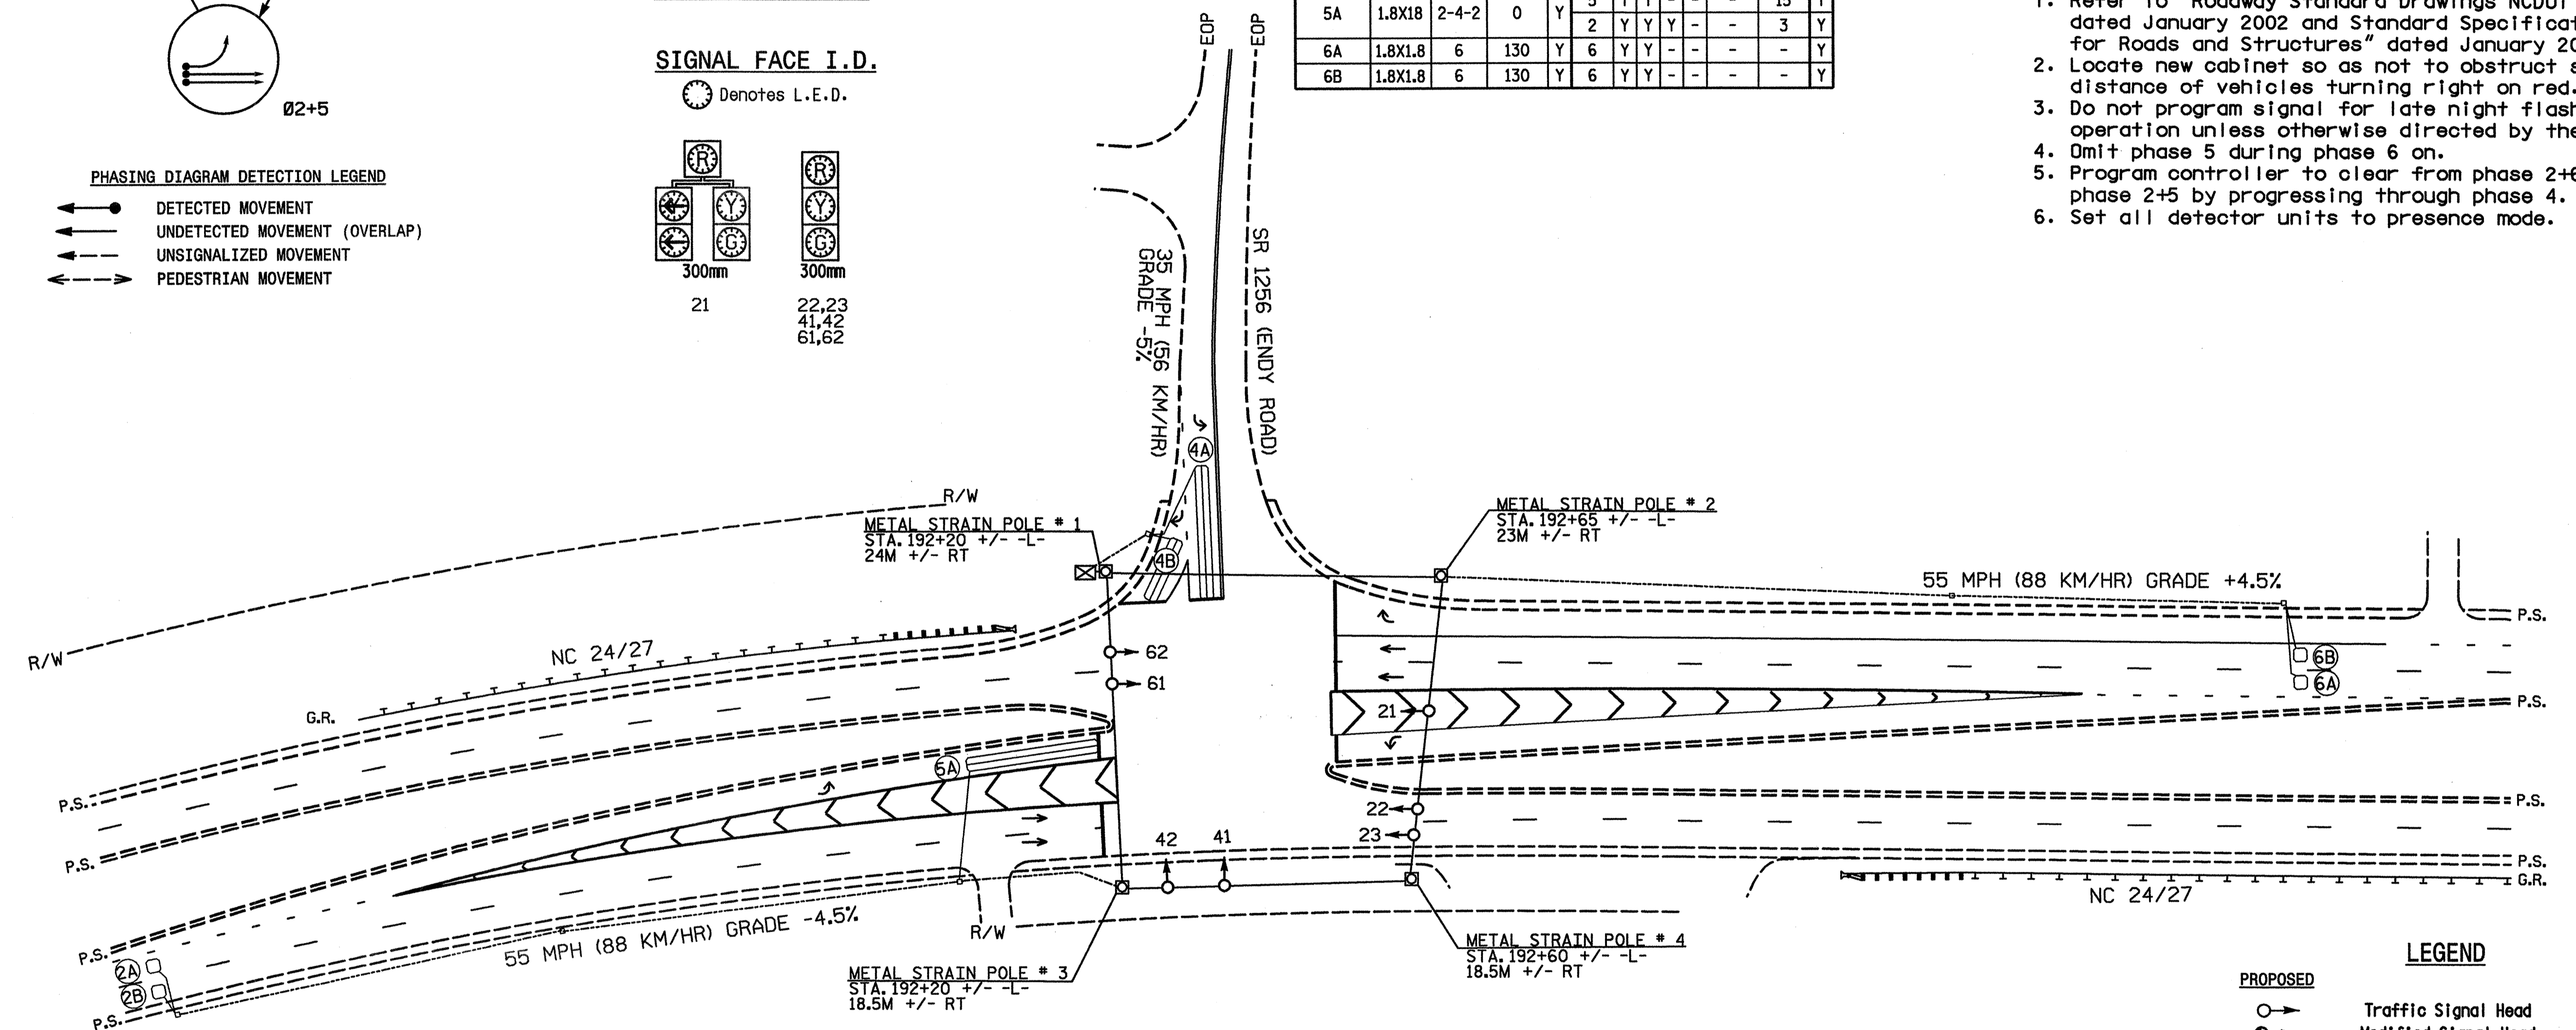 Ø2+5
PHASING DIAGRAM DETECTION LEGEND
DETECTED MOVEMENT
UNDETECTED MOVEMENT (OVERLAP)
UNSIGNALIZED MOVEMENT
PEDESTRIAN MOVEMENT
SIGNAL FACE I.D.
Denotes L.E.D.
R
Y
G
300mm
21
R
Y
G
300mm
22,23
41,42
61,62
EOP
EOP
5A 1.8X18 2-4-2 0 Y 5 Y Y - - - 15 Y
2 Y Y Y - - 3 Y
6A 1.8X1.8 6 130 Y 6 Y Y - - - - Y
6B 1.8X1.8 6 130 Y 6 Y Y - - - - Y
1. Refer To "Roadway Standard Drawings NCDOT"
dated January 2002 and Standard
for Roads and Structures" dated January
2. Locate new cabinet so as not to obstruct
distance of vehicles turning right on red.
3. Do not program signal for late night
operation unless otherwise directed by the
4. Omit phase 5 during phase 6 on.
5. Program controller to clear from phase
phase 2+5 by progressing through phase 4.
6. Set all detector units to presence mode.
35 MPH (56 KM/HR)
GRADE -5%
SR 1256 (ENDY ROAD)
4A
4B
R/W
R/W
METAL STRAIN POLE # 1
STA. 192+20 +/- -L-
24M +/- RT
METAL STRAIN POLE # 2
STA. 192+65 +/- -L-
23M +/- RT
55 MPH (88 KM/HR) GRADE +4.5%
P.S.
NC 24/27
G.R.
62
61
6B
6A
P.S.
21
5A
P.S.
P.S.
P.S.
22
23
42
41
P.S.
G.R.
NC 24/27
R/W
55 MPH (88 KM/HR) GRADE -4.5%
P.S.
2A
2B
P.S.
METAL STRAIN POLE # 3
STA. 192+20 +/- -L-
18.5M +/- RT
METAL STRAIN POLE # 4
STA. 192+60 +/- -L-
18.5M +/- RT
LEGEND
PROPOSED
Traffic Signal Head